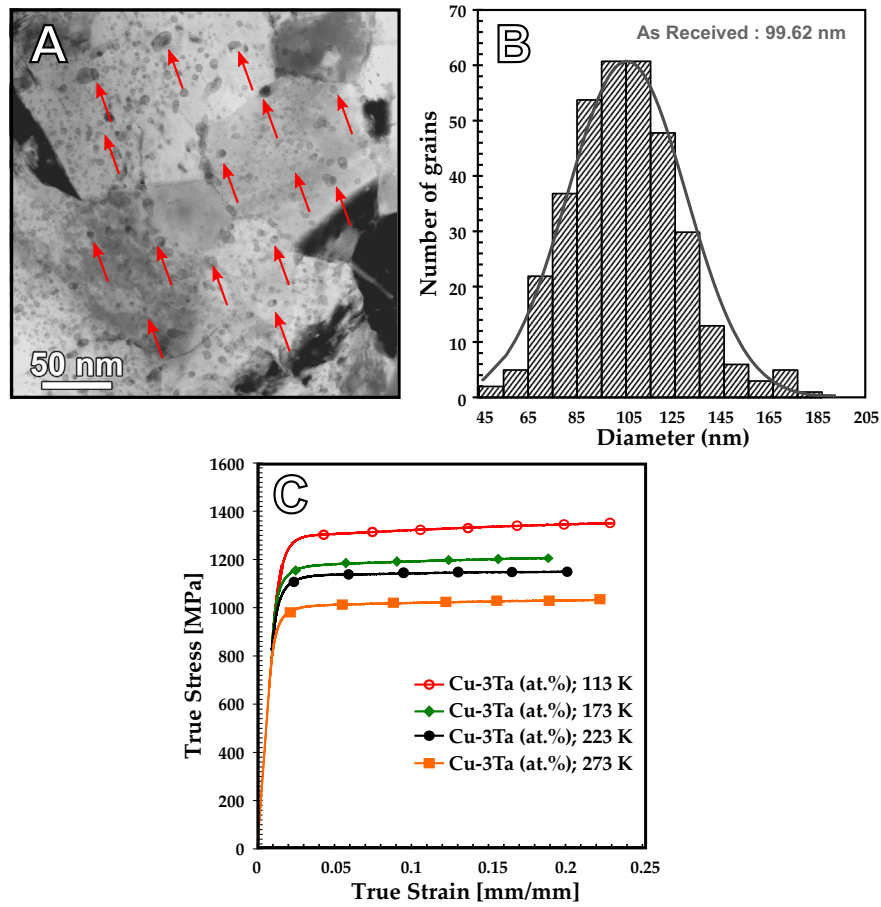 A
50 nm
B
As Received : 99.62 nm
Number of grains
70
60
50
40
30
20
10
0
45 65 85 105 125 145 165 185 205
Diameter (nm)
C
True Stress [MPa]
1600
1400
1200
1000
800
600
400
200
0
Cu-3Ta (at.%); 113 K
Cu-3Ta (at.%); 173 K
Cu-3Ta (at.%); 223 K
Cu-3Ta (at.%); 273 K
0 0.05 0.1 0.15 0.2 0.25
True Strain [mm/mm]